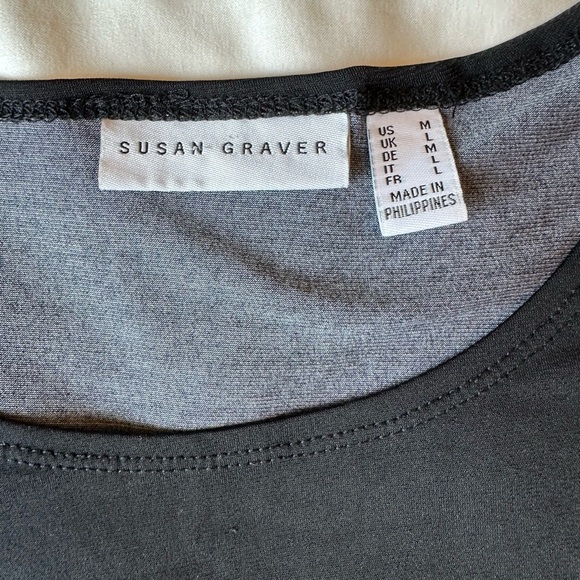 SUSAN GRAVER
US M
UK L
DE M
IT L
FR L
MADE IN
PHILIPPINES